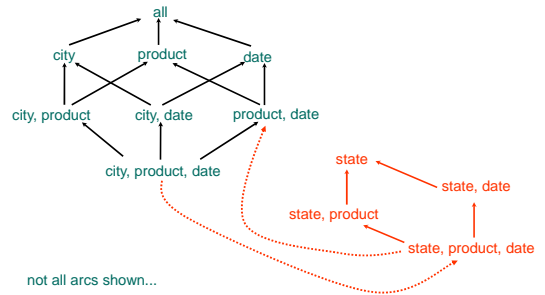 all
city
product
date
city, product
city, date
product, date
city, product, date
state
state, date
state, product
state, product, date
not all arcs shown...